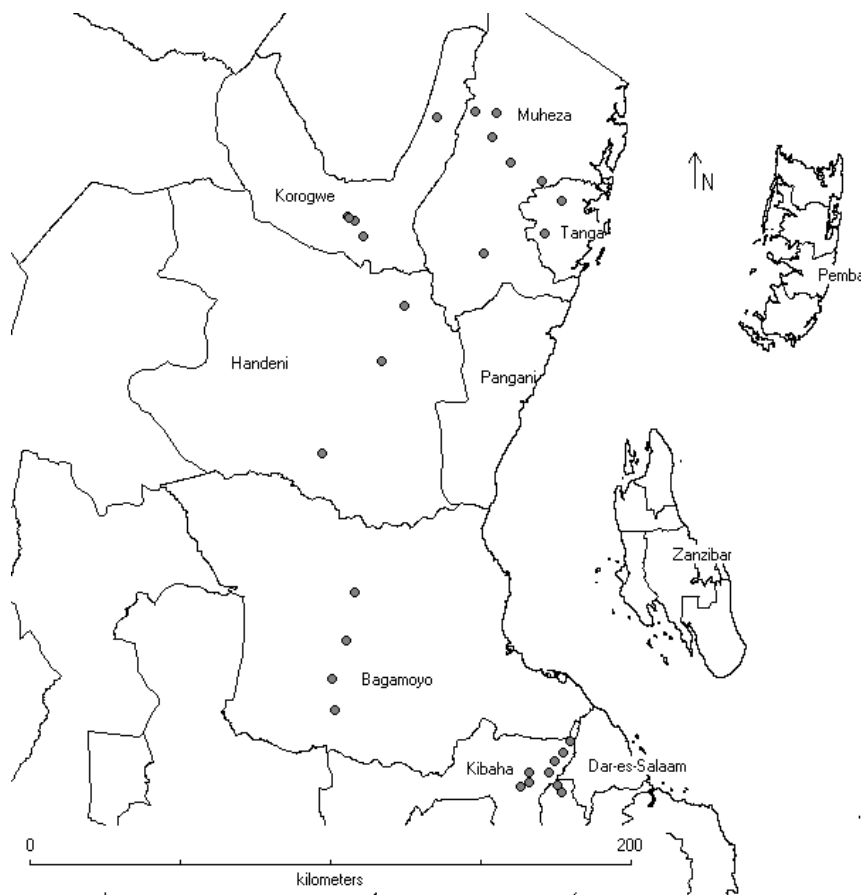 Muheza
N
Korogwe
Tanga
Pemba
Handeni
Pangani
Zanzibar
Bagamoyo
Kibaha
Dar-es-Salaam
0
200
kilometers